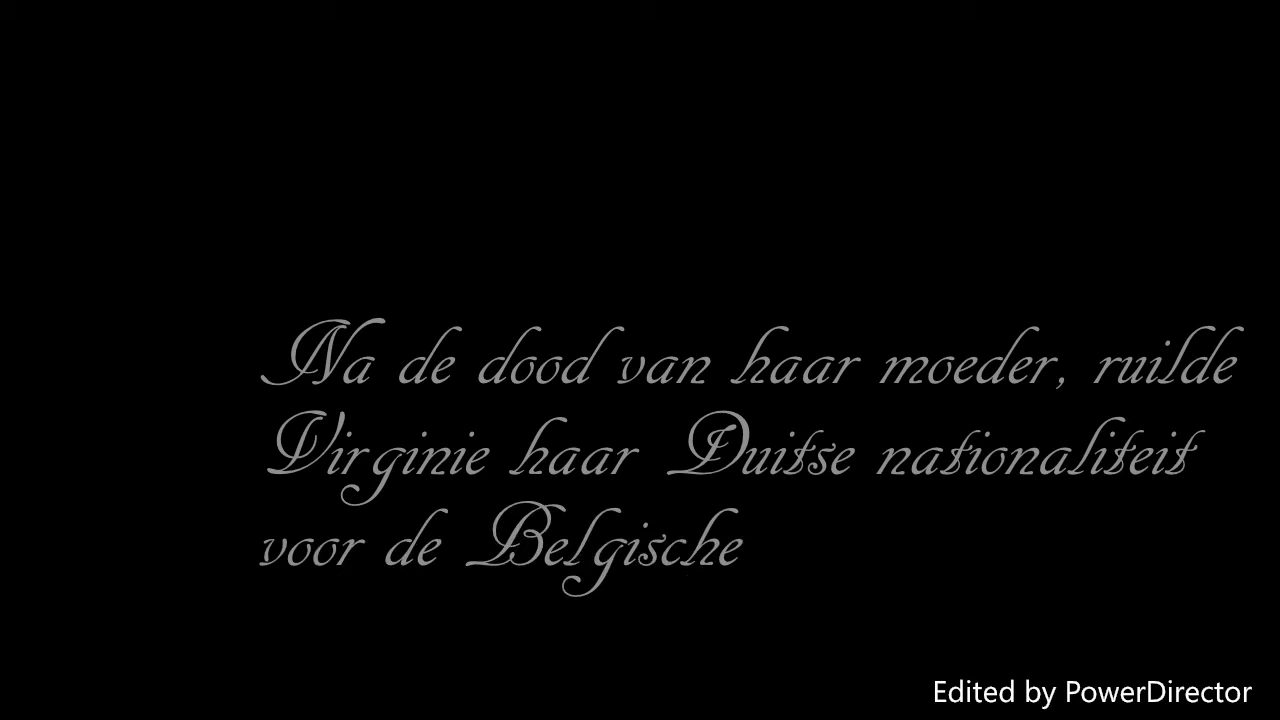 Na de dood van haar moeder, ruilde
Virginie haar Duitse nationaliteit
voor de Belgische
Edited by PowerDirector